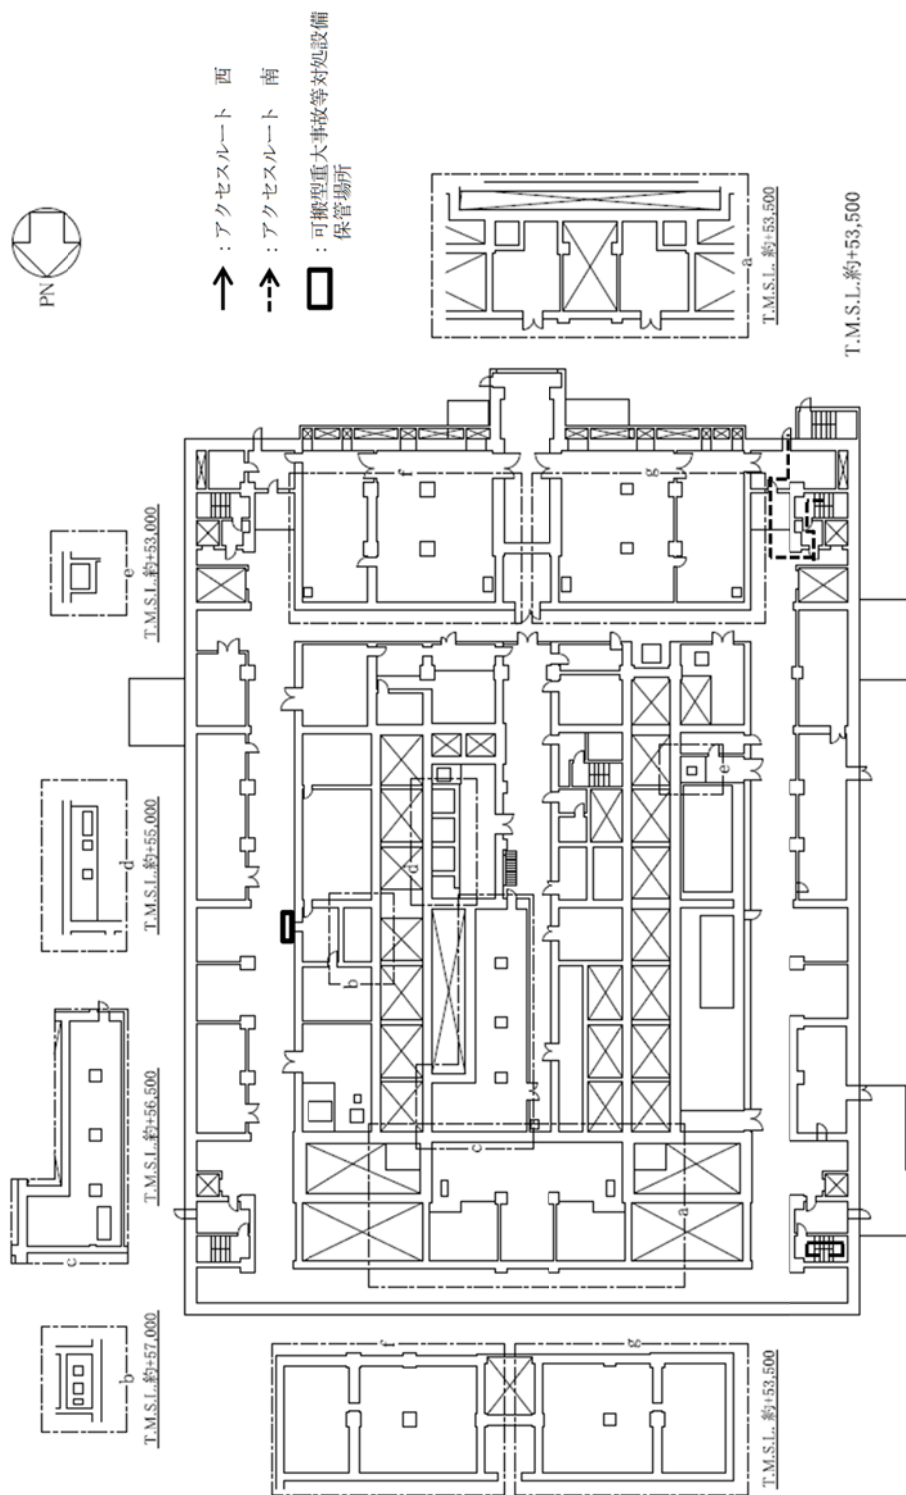 PN
：アクセスルート 西
：アクセスルート 南
：可搬型重大事故等対処設備
保管場所
a
T.M.S.L. 約+53,500
T.M.S.L. 約+53,500
e
T.M.S.L. 約+53,000
d
T.M.S.L. 約+55,000
c
T.M.S.L. 約+56,500
b
T.M.S.L. 約+57,000
f
g
T.M.S.L. 約+53,500
f
g
e
d
b
c
a